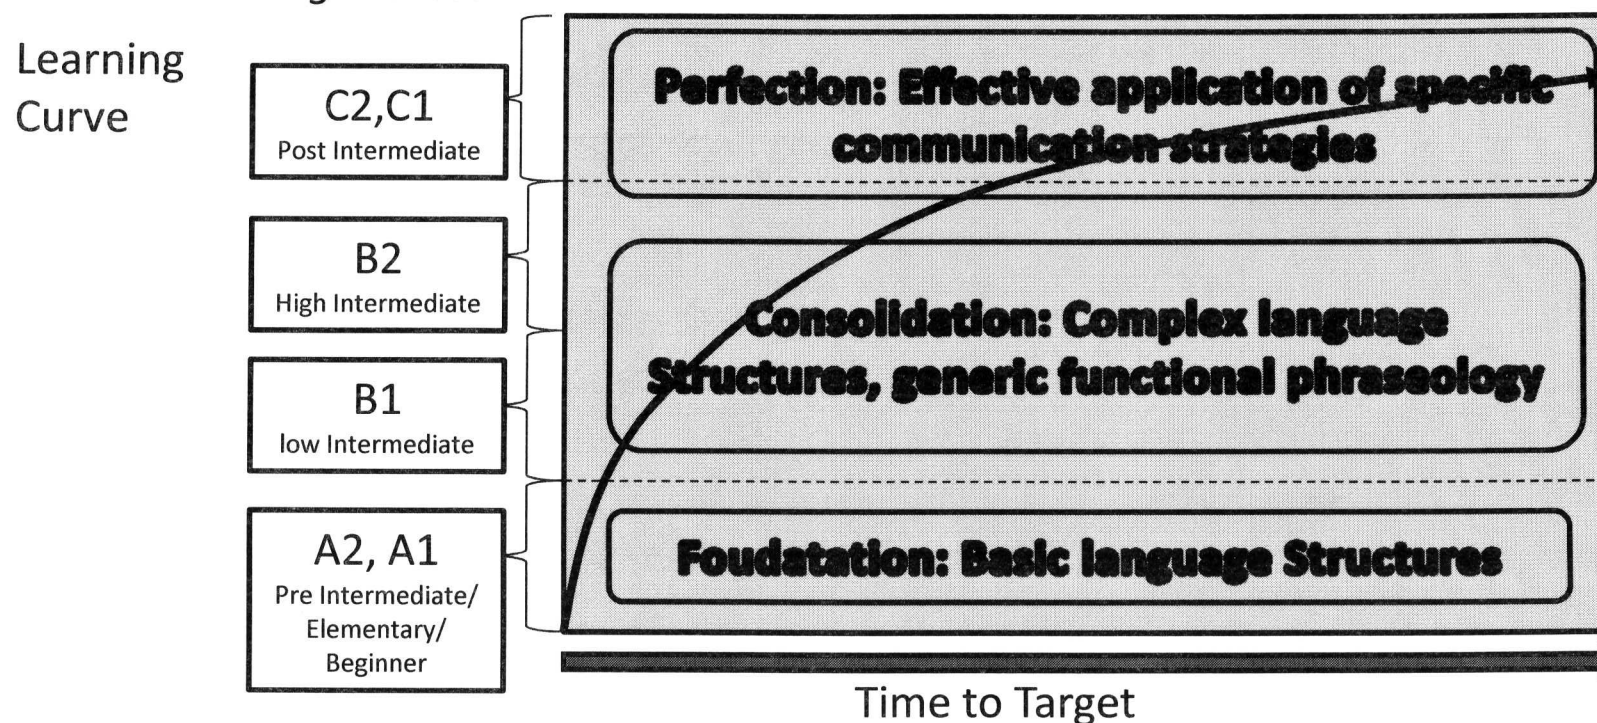 Learning
Curve
C2,C1
Post Intermediate
B2
High Intermediate
B1
low Intermediate
A2, A1
Pre Intermediate/
Elementary/
Beginner
Perfection: Effective application of specific
communication strategies
Consolidation: Complex language
Structures, generic functional phraseology
Foudatation: Basic language Structures
Time to Target